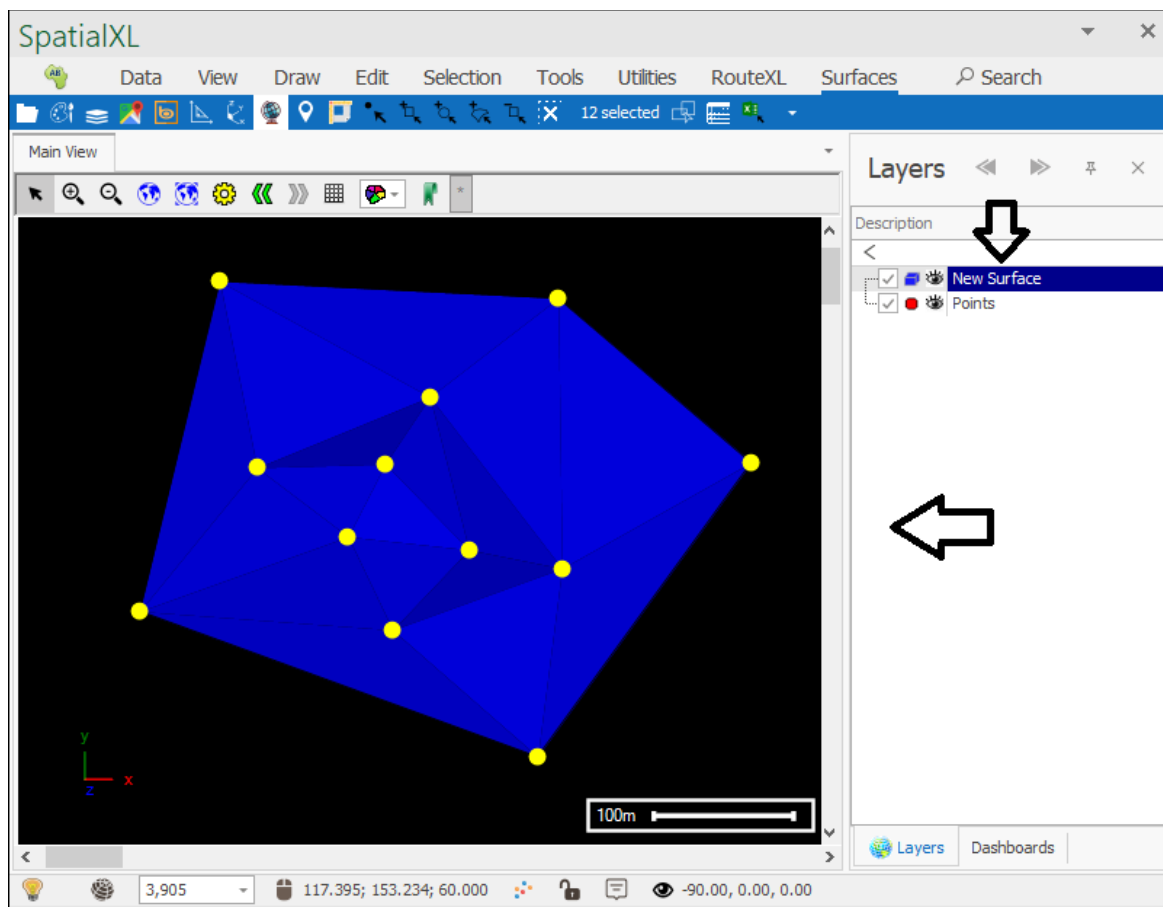 SpatialXL
AB Data View Draw Edit Selection Tools Utilities RouteXL Surfaces Search
12 selected
Main View
Layers
Description
New Surface
Points
y
x
z
100m
Layers Dashboards
3,905 117.395; 153.234; 60.000 -90.00, 0.00, 0.00